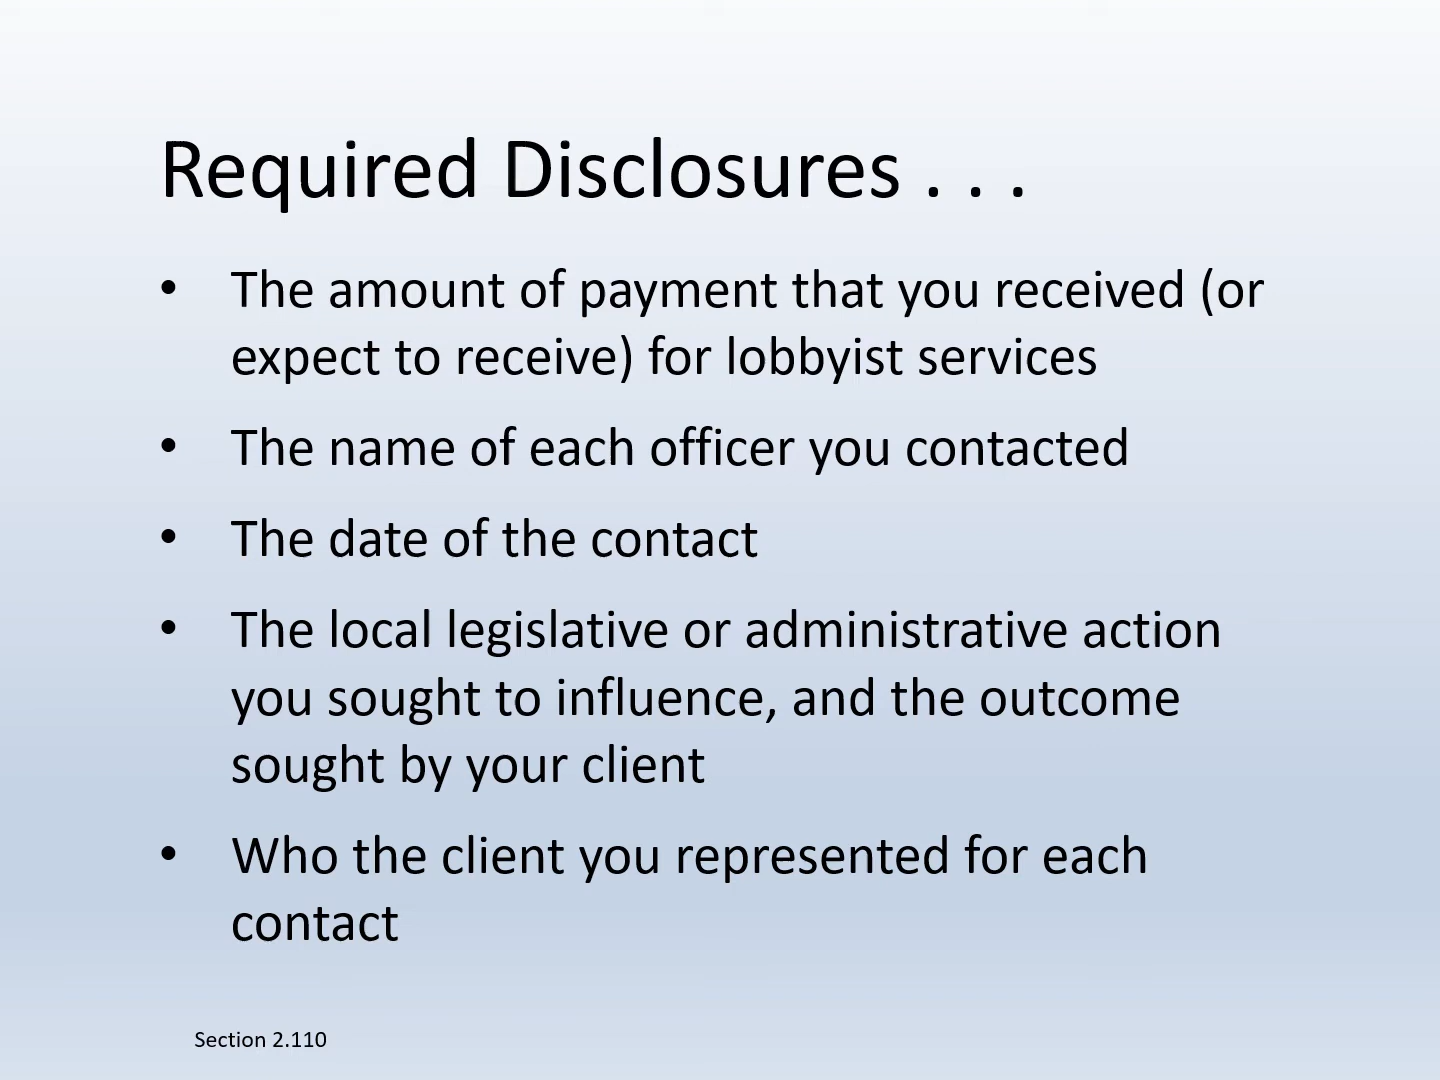 Required Disclosures . . .
• The amount of payment that you received (or
expect to receive) for lobbyist services
• The name of each officer you contacted
• The date of the contact
• The local legislative or administrative action
you sought to influence, and the outcome
sought by your client
• Who the client you represented for each
contact
Section 2.110